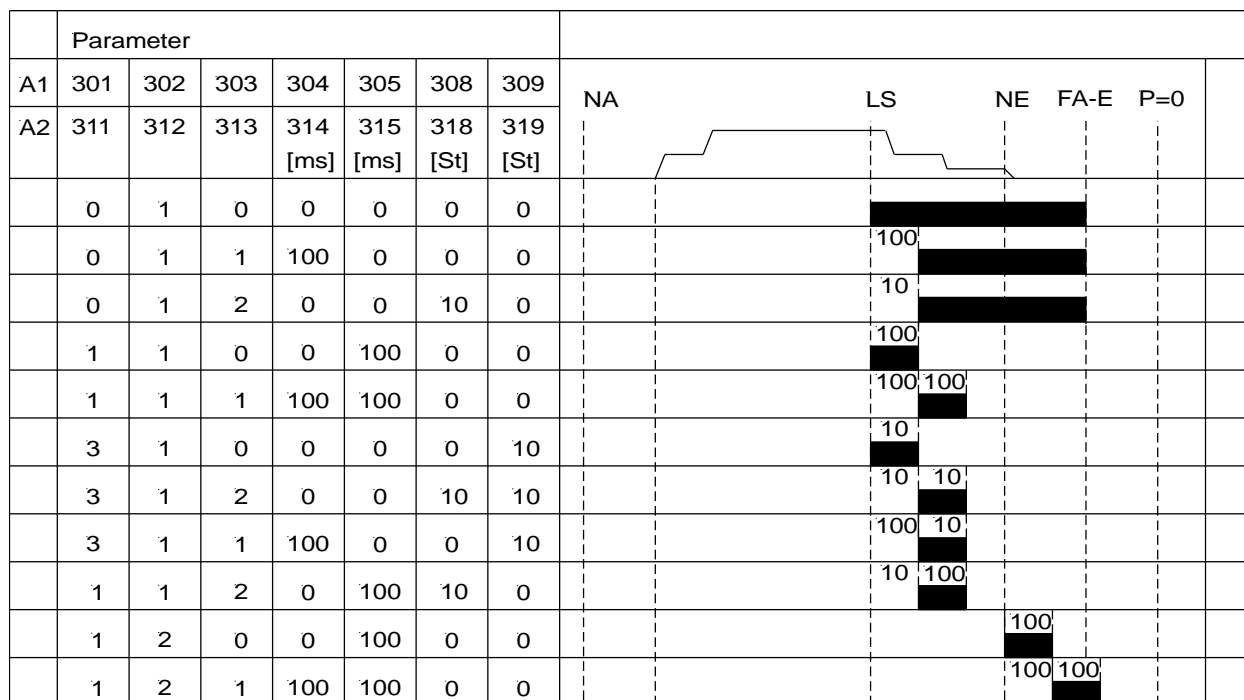 Parameter
A1 301 302 303 304 305 308 309 NA LS NE FA-E P=0
A2 311 312 313 314 315 318 319
[ms] [ms] [St] [St]
0 1 0 0 0 0 0
100
0 1 1 100 0 0 0
10
0 1 2 0 0 10 0
100
1 1 0 0 100 0 0
100 100
1 1 1 100 100 0 0
10
3 1 0 0 0 0 10
10 10
3 1 2 0 0 10 10
100 10
3 1 1 100 0 0 10
10 100
1 1 2 0 100 10 0
100
1 2 0 0 100 0 0
100 100
1 2 1 100 100 0 0